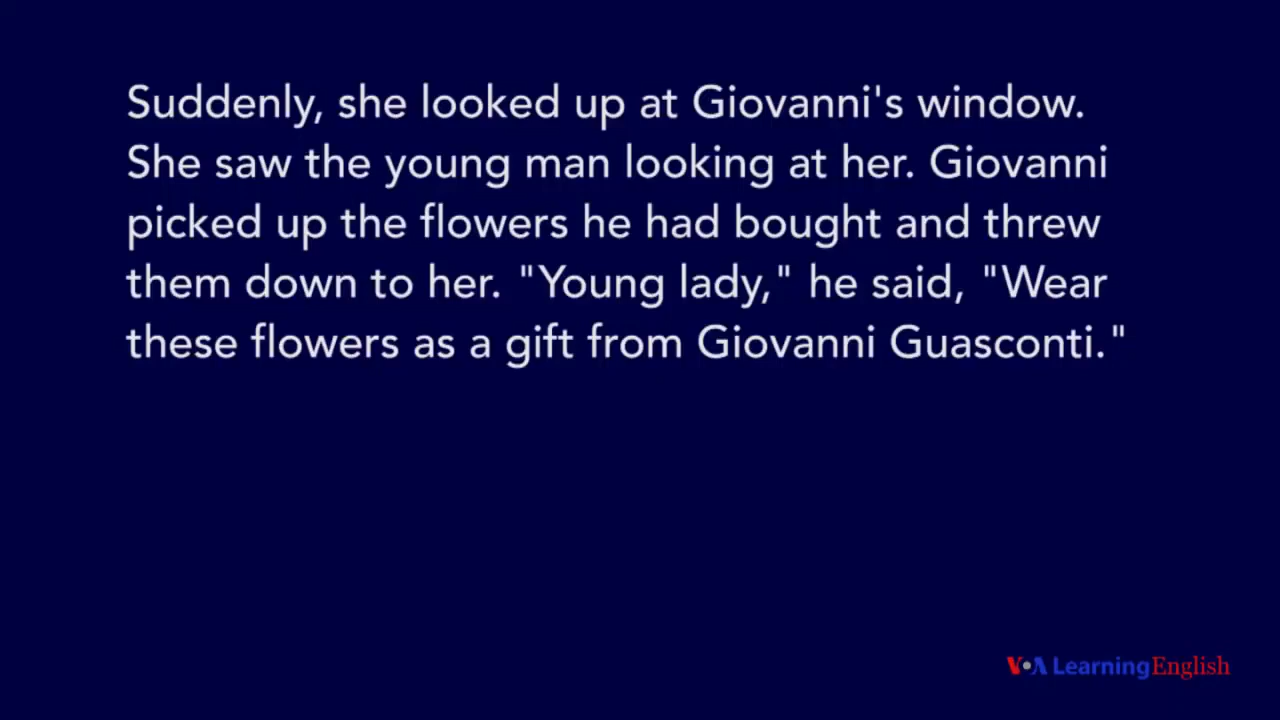 Suddenly, she looked up at Giovanni's window.
She saw the young man looking at her. Giovanni
picked up the flowers he had bought and threw
them down to her. "Young lady," he said, "Wear
these flowers as a gift from Giovanni Guasconti."
VOA LearningEnglish